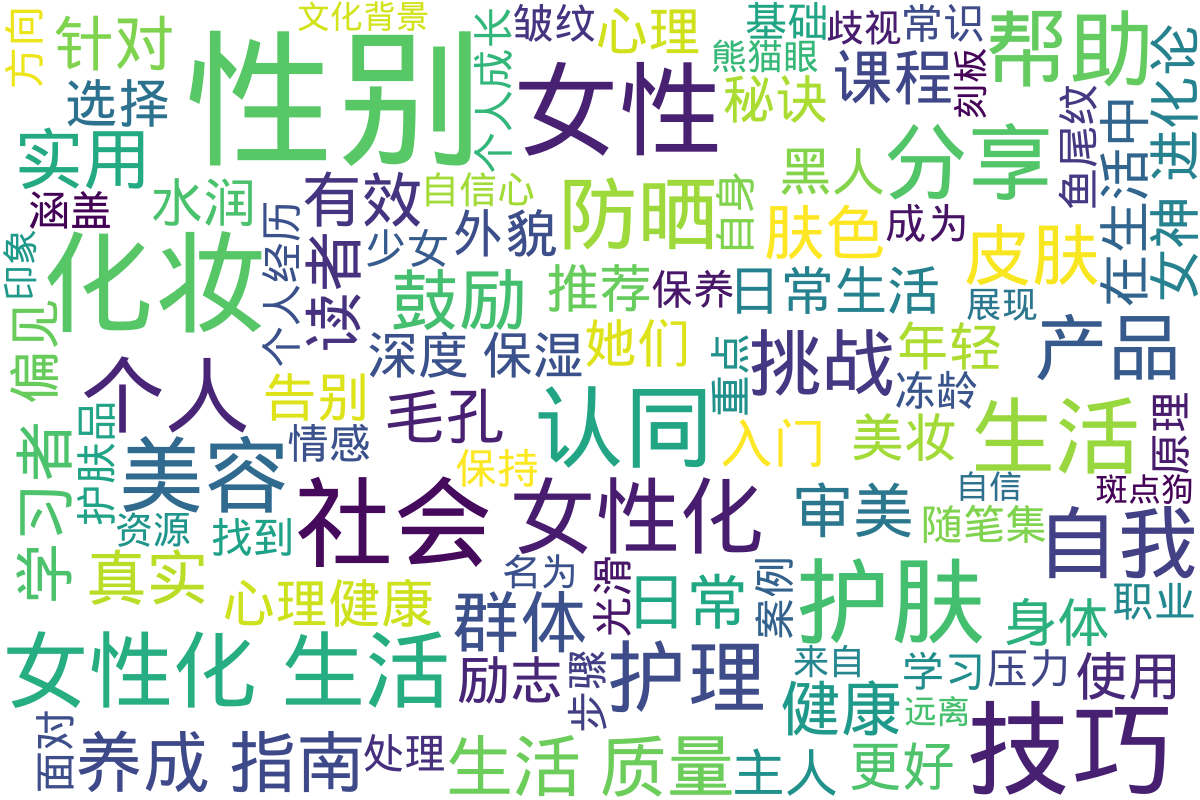 方向
针对
文化背景
性别
个人成长
皱纹
心理
女性
基础
歧视
常识
熊猫眼
课程
刻板
帮助
进化论
选择
秘诀
鱼尾纹
在生活中
实用
涵盖
水润
有效
自信心
防晒
自身
黑人
分享
女神
印象
化妆
个人经历
读者
少女
外貌
肤色
成为
皮肤
鼓励
推荐
保养
日常生活
展现
偏见
个人
深度 保湿
她们
重点
挑战
年轻
产品
学习者
护肤品
告别
毛孔
认同
冻龄
美容
情感
入门
美妆
生活
原理
保持
资源
找到
社会
女性化
审美
自信
斑点狗
随笔集
自我
真实
心理健康
群体
名为
光滑
日常
案例
护肤
身体
职业
女性化 生活
励志
步骤
护理
来自
学习
压力
使用
健康
远离
面对
养成 指南
处理
生活 质量
主人
更好
技巧